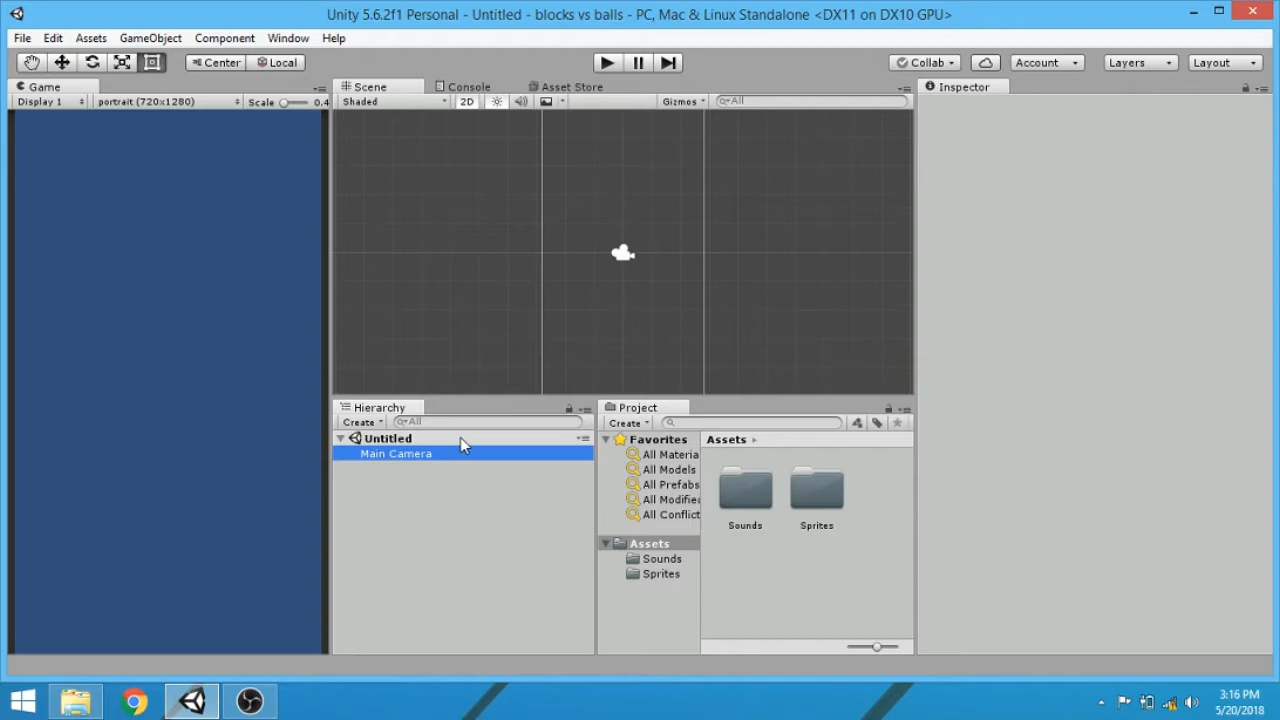 Unity 5.6.2f1 Personal - Untitled - blocks vs balls - PC, Mac & Linux Standalone <DX11 on DX10 GPU>
File Edit Assets GameObject Component Window Help
Center Local Collab Account Layers Layout
Game Scene Console Asset Store Inspector
Display 1 portrait (720x1280) Scale 0.4 Shaded 2D Gizmos All
Hierarchy
Create All
Untitled
Main Camera
Project
Create
Favorites
All Materia
All Models
All Prefabs
All Modified
All Conflict
Assets
Sounds
Sprites
Assets
Sounds Sprites
3:16 PM
5/20/2018